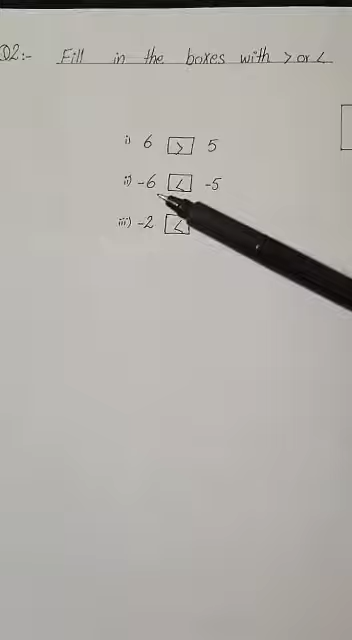 Q2:- Fill in the boxes with > or <
i) 6 > 5
ii) -6 < -5
iii) -2 <